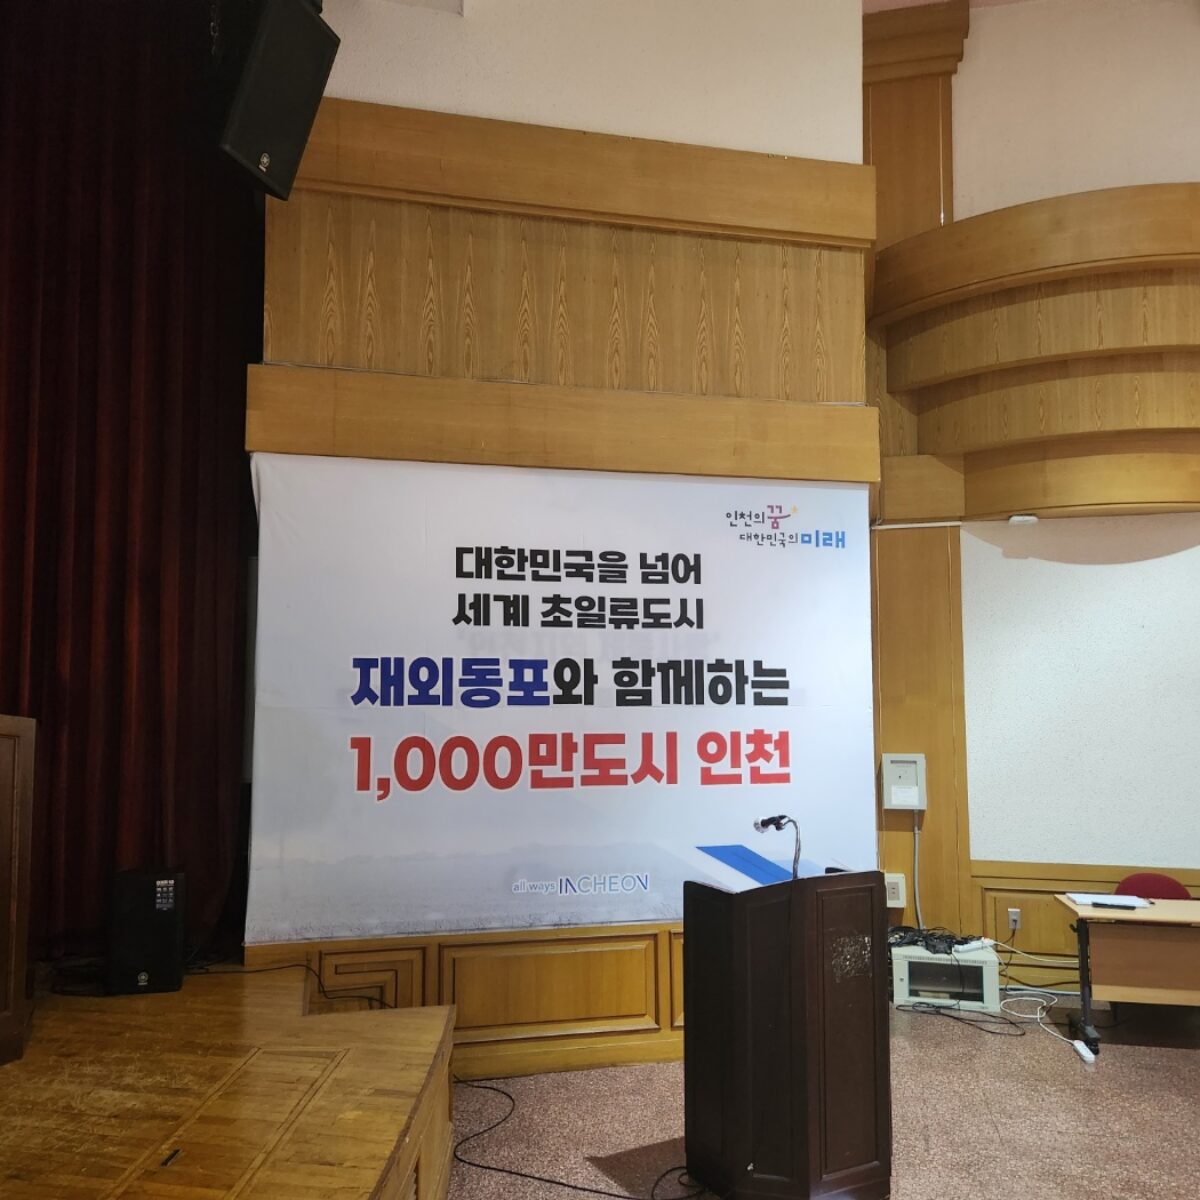 인천의 꿈
대한민국의 미래
대한민국을 넘어
세계 초일류도시
재외동포와 함께하는
1,000만도시 인천
all ways INCHEON